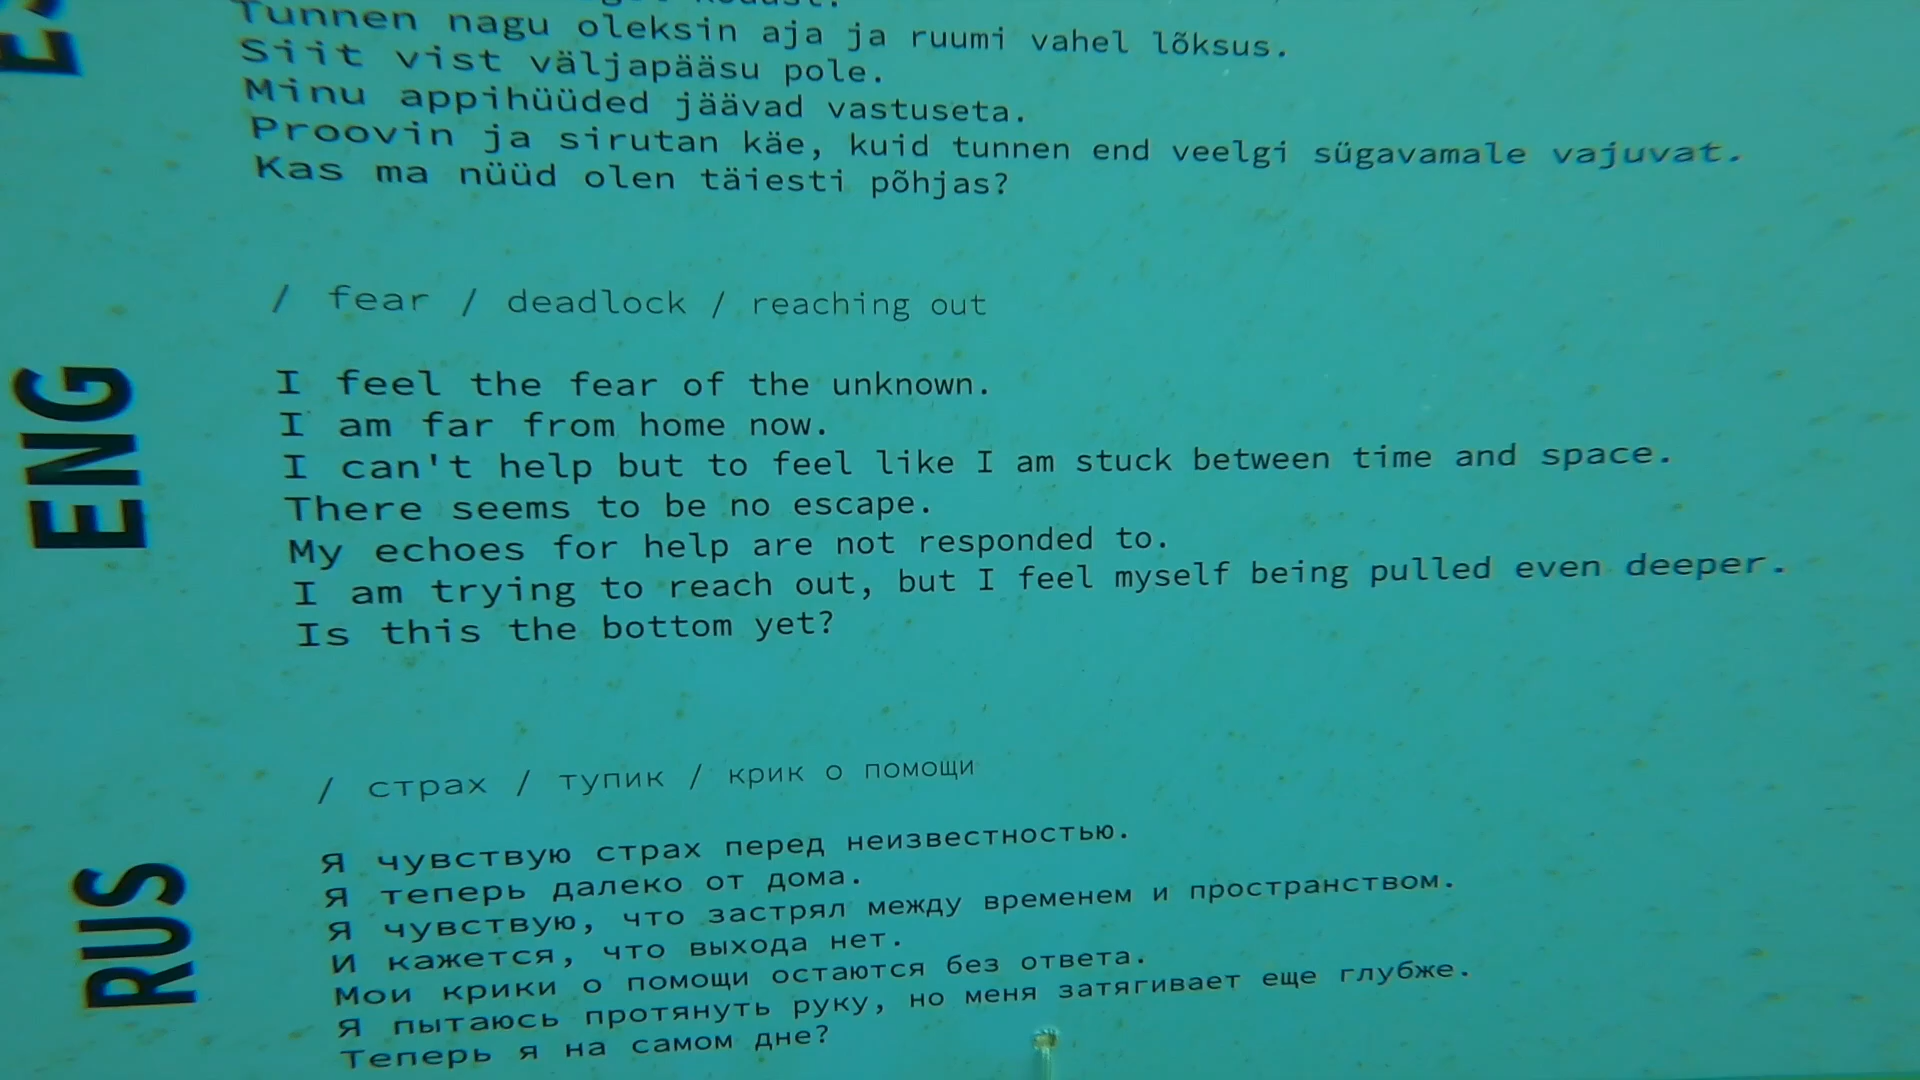 Tunnen nagu oleksin aja ja ruumi vahel lõksus.
Siit vist väljapääsu pole.
Minu appihüüded jäävad vastuseta.
Proovin ja sirutan käe, kuid tunnen end veelgi sügavamale vajuvat.
Kas ma nüüd olen täiesti põhjas?
ENG
/ fear / deadlock / reaching out
I feel the fear of the unknown.
I am far from home now.
I can't help but to feel like I am stuck between time and space.
There seems to be no escape.
My echoes for help are not responded to.
I am trying to reach out, but I feel myself being pulled even deeper.
Is this the bottom yet?
RUS
/ страх / тупик / крик о помощи
Я чувствую страх перед неизвестностью.
Я теперь далеко от дома.
Я чувствую, что застрял между временем и пространством.
И кажется, что выхода нет.
Мои крики о помощи остаются без ответа.
Я пытаюсь протянуть руку, но меня затягивает еще глубже.
Теперь я на самом дне?